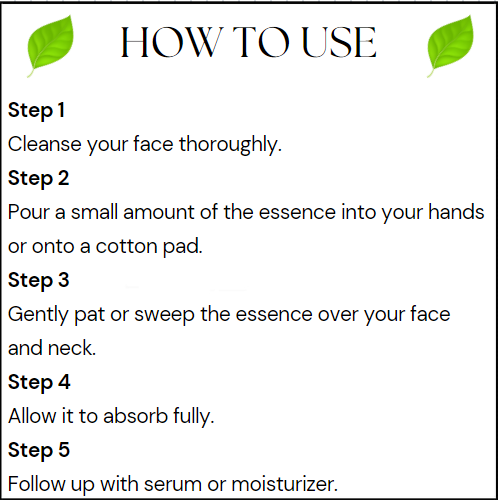 HOW TO USE
Step 1
Cleanse your face thoroughly.
Step 2
Pour a small amount of the essence into your hands
or onto a cotton pad.
Step 3
Gently pat or sweep the essence over your face
and neck.
Step 4
Allow it to absorb fully.
Step 5
Follow up with serum or moisturizer.